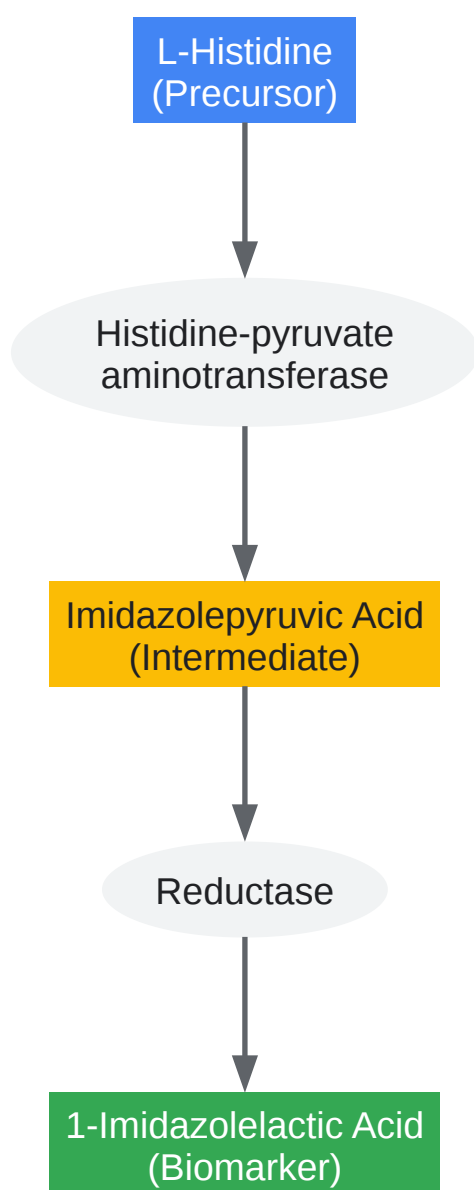 L-Histidine
(Precursor)
Histidine-pyruvate
aminotransferase
Imidazolepyruvic Acid
(Intermediate)
Reductase
1-Imidazolelactic Acid
(Biomarker)